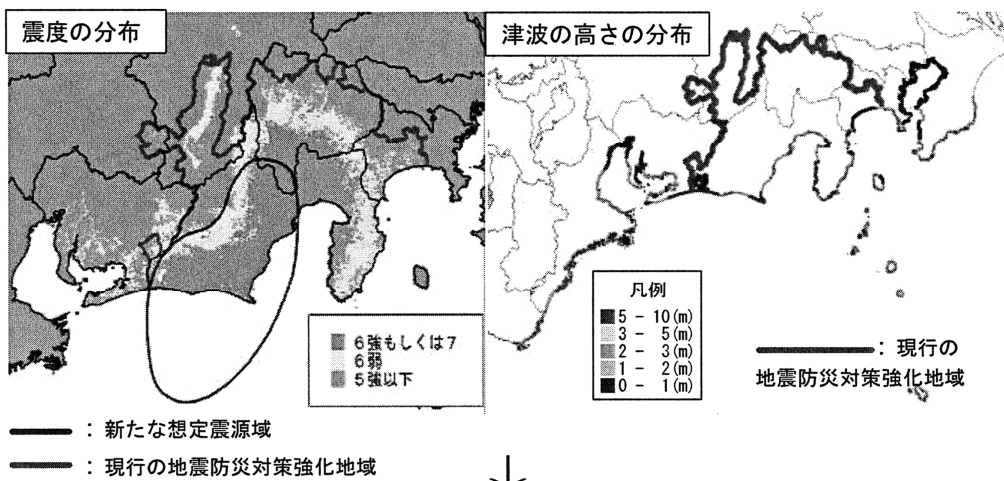 震度の分布
6強もしくは7
6弱
5強以下
━━━ : 新たな想定震源域
━━━ : 現行の地震防災対策強化地域
津波の高さの分布
凡例
5 - 10(m)
3 - 5(m)
2 - 3(m)
1 - 2(m)
0 - 1(m)
━━━ : 現行の
地震防災対策強化地域